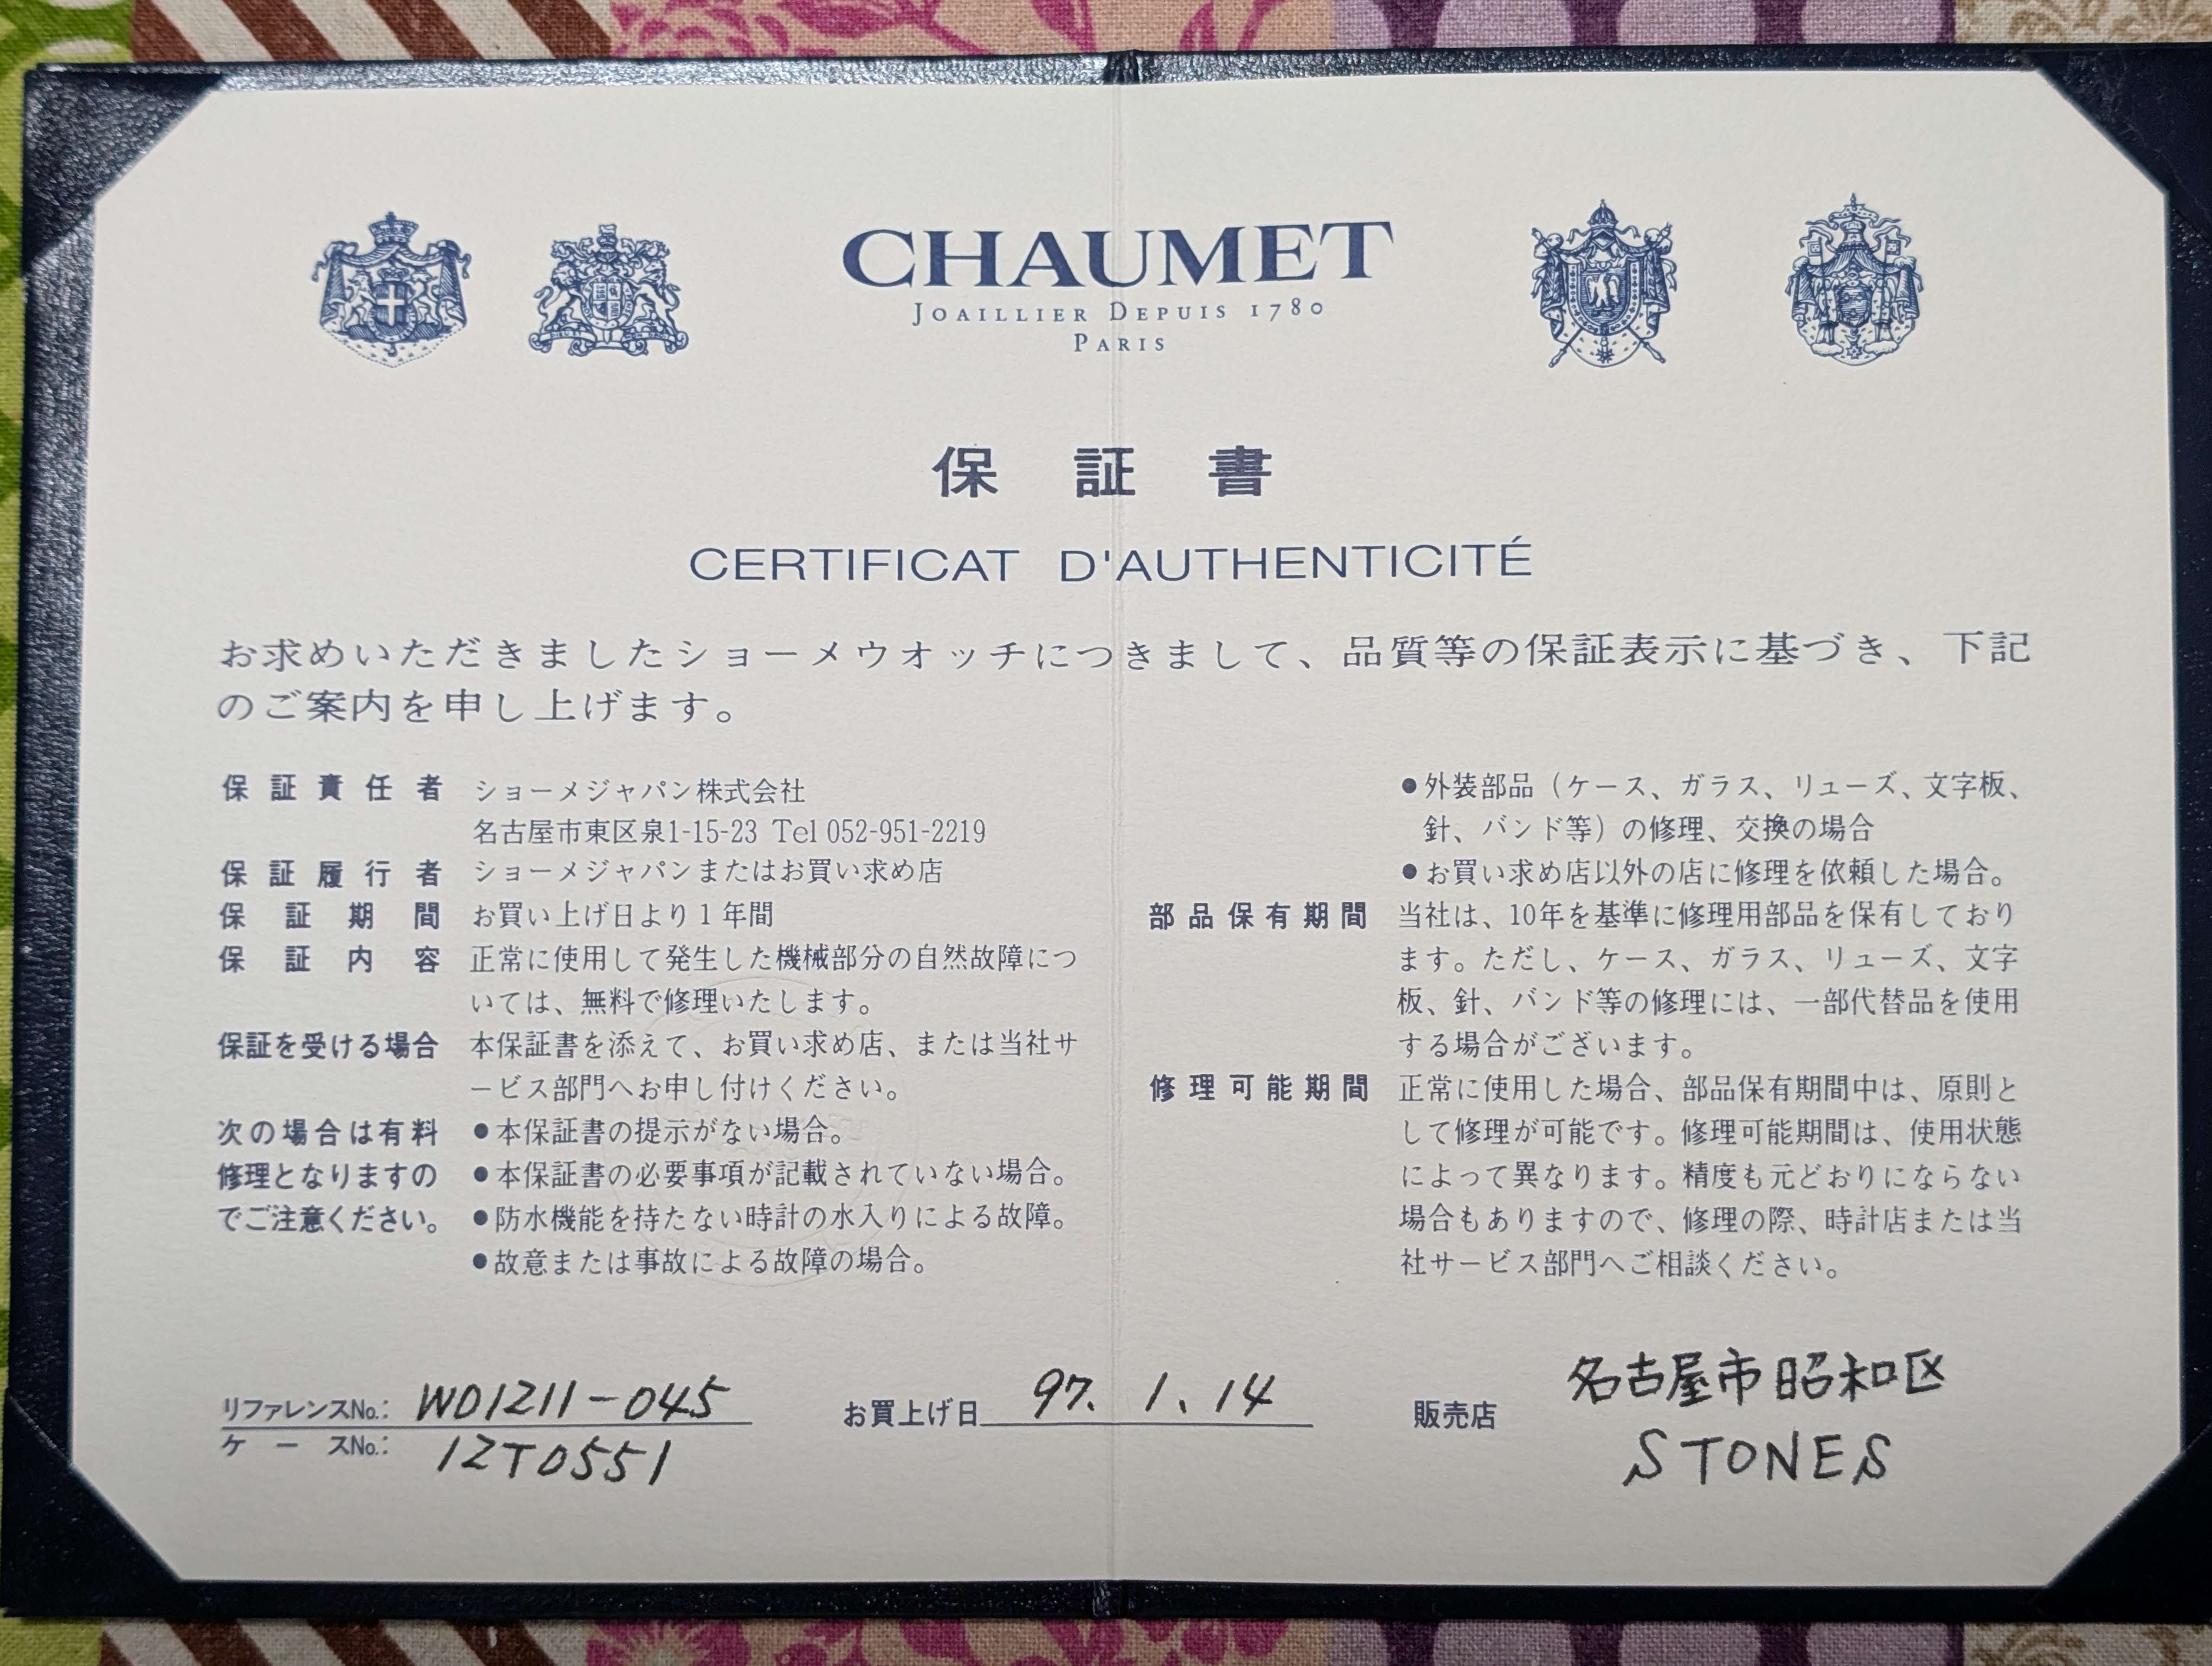 CHAUMET
JOAILLIER DEPUIS 1780
PARIS
保証書
CERTIFICAT D'AUTHENTICITÉ
お求めいただきましたショーメウオッチにつきまして、品質等の保証表示に基づき、下記
のご案内を申し上げます。
保証責任者 ショーメジャパン株式会社
名古屋市東区泉1-15-23 Tel 052-951-2219
保証履行者 ショーメジャパンまたはお買い求め店
保証期間 お買い上げ日より1年間
保証内容 正常に使用して発生した機械部分の自然故障につ
いては、無料で修理いたします。
保証を受ける場合 本保証書を添えて、お買い求め店、または当社サ
ービス部門へお申し付けください。
次の場合は有料 ●本保証書の提示がない場合。
修理となりますの ●本保証書の必要事項が記載されていない場合。
でご注意ください。 ●防水機能を持たない時計の水入りによる故障。
●故意または事故による故障の場合。
●外装部品（ケース、ガラス、リューズ、文字板、
針、バンド等）の修理、交換の場合
●お買い求め店以外の店に修理を依頼した場合。
部品保有期間 当社は、10年を基準に修理用部品を保有しており
ます。ただし、ケース、ガラス、リューズ、文字
板、針、バンド等の修理には、一部代替品を使用
する場合がございます。
修理可能期間 正常に使用した場合、部品保有期間中は、原則と
して修理が可能です。修理可能期間は、使用状態
によって異なります。精度も元どおりにならない
場合もありますので、修理の際、時計店または当
社サービス部門へご相談ください。
リファレンスNo.: W01211-045
ケースNo.: 12T0551
お買上げ日 97. 1. 14
販売店 名古屋市昭和区
STONES